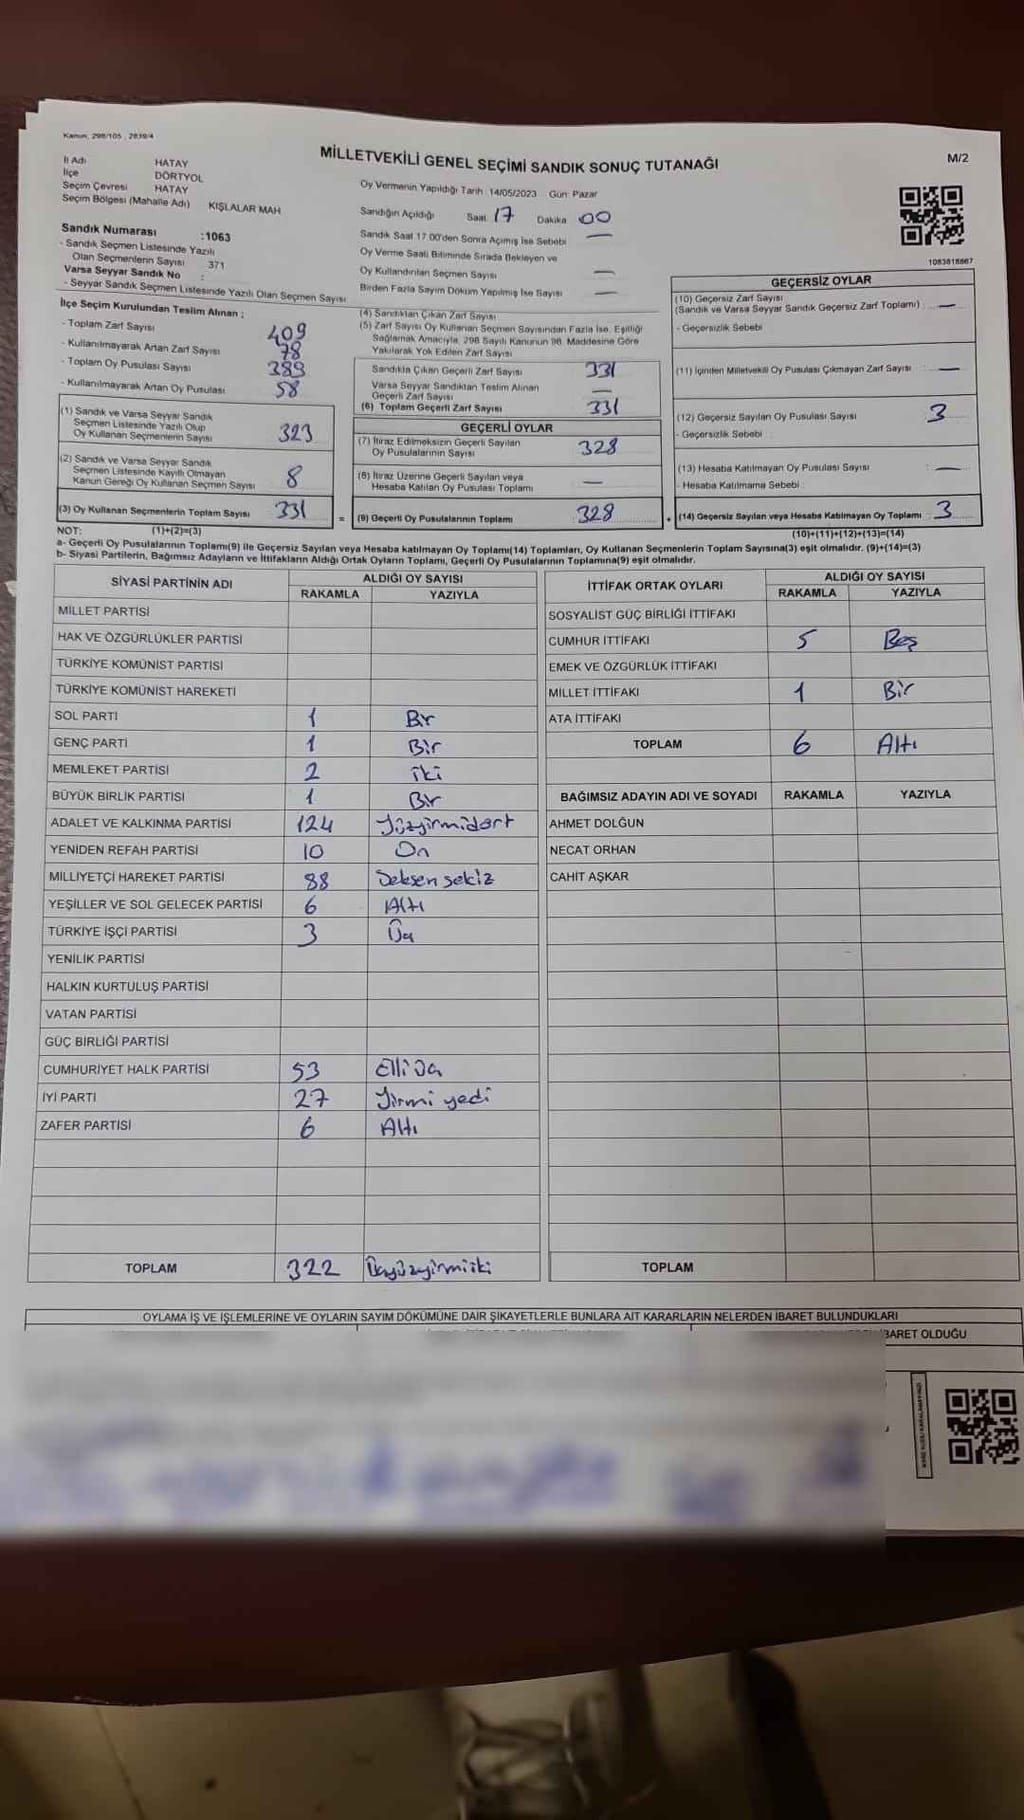 Kanun: 298/105 , 2839/4
MİLLETVEKİLİ GENEL SEÇİMİ SANDIK SONUÇ TUTANAĞI
M/2
İl Adı HATAY
İlçe DÖRTYOL
Seçim Çevresi HATAY
Seçim Bölgesi (Mahalle Adı) KIŞLALAR MAH
Sandık Numarası :1063
- Sandık Seçmen Listesinde Yazılı
Olan Seçmenlerin Sayısı 371
Varsa Seyyar Sandık No :
- Seyyar Sandık Seçmen Listesinde Yazılı Olan Seçmen Sayısı
İlçe Seçim Kurulundan Teslim Alınan ;
- Toplam Zarf Sayısı 409
- Kullanılmayarak Artan Zarf Sayısı 78
- Toplam Oy Pusulası Sayısı 389
- Kullanılmayarak Artan Oy Pusulası 58
(1) Sandık ve Varsa Seyyar Sandık
Seçmen Listesinde Yazılı Olup
Oy Kullanan Seçmenlerin Sayısı 323
(2) Sandık ve Varsa Seyyar Sandık
Seçmen Listesinde Kayıtlı Olmayan
Kanun Gereği Oy Kullanan Seçmen Sayısı 8
(3) Oy Kullanan Seçmenlerin Toplam Sayısı 331
Oy Vermenin Yapıldığı Tarih : 14/05/2023 Gün: Pazar
Sandığın Açıldığı Saat 17 Dakika 00
Sandık Saat 17.00'den Sonra Açılmış İse Sebebi —
Oy Verme Saati Bitiminde Sırada Bekleyen ve
Oy Kullandırılan Seçmen Sayısı —
Birden Fazla Sayım Döküm Yapılmış İse Sayısı —
(4) Sandıktan Çıkan Zarf Sayısı
(5) Zarf Sayısı Oy Kullanan Seçmen Sayısından Fazla İse, Eşitliği
Sağlamak Amacıyla, 298 Sayılı Kanunun 98. Maddesine Göre
Yakılarak Yok Edilen Zarf Sayısı
Sandıkla Çıkan Geçerli Zarf Sayısı 331
Varsa Seyyar Sandıktan Teslim Alınan
Geçerli Zarf Sayısı —
(6) Toplam Geçerli Zarf Sayısı 331
GEÇERLİ OYLAR
(7) İtiraz Edilmeksizin Geçerli Sayılan
Oy Pusulalarının Sayısı 328
(8) İtiraz Üzerine Geçerli Sayılan veya
Hesaba Katılan Oy Pusulası Toplamı —
= (9) Geçerli Oy Pusulalarının Toplamı 328
1083818867
GEÇERSİZ OYLAR
(10) Geçersiz Zarf Sayısı
(Sandık ve Varsa Seyyar Sandık Geçersiz Zarf Toplamı) : —
- Geçersizlik Sebebi
(11) İçinden Milletvekili Oy Pusulası Çıkmayan Zarf Sayısı : —
(12) Geçersiz Sayılan Oy Pusulası Sayısı 3
- Geçersizlik Sebebi :
(13) Hesaba Katılmayan Oy Pusulası Sayısı : —
- Hesaba Katılmama Sebebi :
+ (14) Geçersiz Sayılan veya Hesaba Katılmayan Oy Toplamı : 3
NOT: (1)+(2)=(3) (10)+(11)+(12)+(13)=(14)
a- Geçerli Oy Pusulalarının Toplamı(9) ile Geçersiz Sayılan veya Hesaba katılmayan Oy Toplamı(14) Toplamları, Oy Kullanan Seçmenlerin Toplam Sayısına(3) eşit olmalıdır. (9)+(14)=(3)
b- Siyasi Partilerin, Bağımsız Adayların ve İttifakların Aldığı Ortak Oyların Toplamı, Geçerli Oy Pusulalarının Toplamına(9) eşit olmalıdır.
SİYASİ PARTİNİN ADI ALDIĞI OY SAYISI
RAKAMLA YAZIYLA
MİLLET PARTİSİ
HAK VE ÖZGÜRLÜKLER PARTİSİ
TÜRKİYE KOMÜNİST PARTİSİ
TÜRKİYE KOMÜNİST HAREKETİ
SOL PARTİ 1 Bir
GENÇ PARTİ 1 Bir
MEMLEKET PARTİSİ 2 iki
BÜYÜK BİRLİK PARTİSİ 1 Bir
ADALET VE KALKINMA PARTİSİ 124 Yüzyirmidört
YENİDEN REFAH PARTİSİ 10 On
MİLLİYETÇİ HAREKET PARTİSİ 88 Seksen sekiz
YEŞİLLER VE SOL GELECEK PARTİSİ 6 Altı
TÜRKİYE İŞÇİ PARTİSİ 3 Üç
YENİLİK PARTİSİ
HALKIN KURTULUŞ PARTİSİ
VATAN PARTİSİ
GÜÇ BİRLİĞİ PARTİSİ
CUMHURİYET HALK PARTİSİ 53 Elli üç
İYİ PARTİ 27 Yirmi yedi
ZAFER PARTİSİ 6 Altı
TOPLAM 322 Üçyüzyirmiiki
İTTİFAK ORTAK OYLARI ALDIĞI OY SAYISI
RAKAMLA YAZIYLA
SOSYALİST GÜÇ BİRLİĞİ İTTİFAKI
CUMHUR İTTİFAKI 5 Beş
EMEK VE ÖZGÜRLÜK İTTİFAKI
MİLLET İTTİFAKI 1 Bir
ATA İTTİFAKI
TOPLAM 6 Altı
BAĞIMSIZ ADAYIN ADI VE SOYADI RAKAMLA YAZIYLA
AHMET DOLĞUN
NECAT ORHAN
CAHİT AŞKAR
TOPLAM
OYLAMA İŞ VE İŞLEMLERİNE VE OYLARIN SAYIM DÖKÜMÜNE DAİR ŞİKAYETLERLE BUNLARA AİT KARARLARIN NELERDEN İBARET BULUNDUKLARI
BARET OLDUĞU